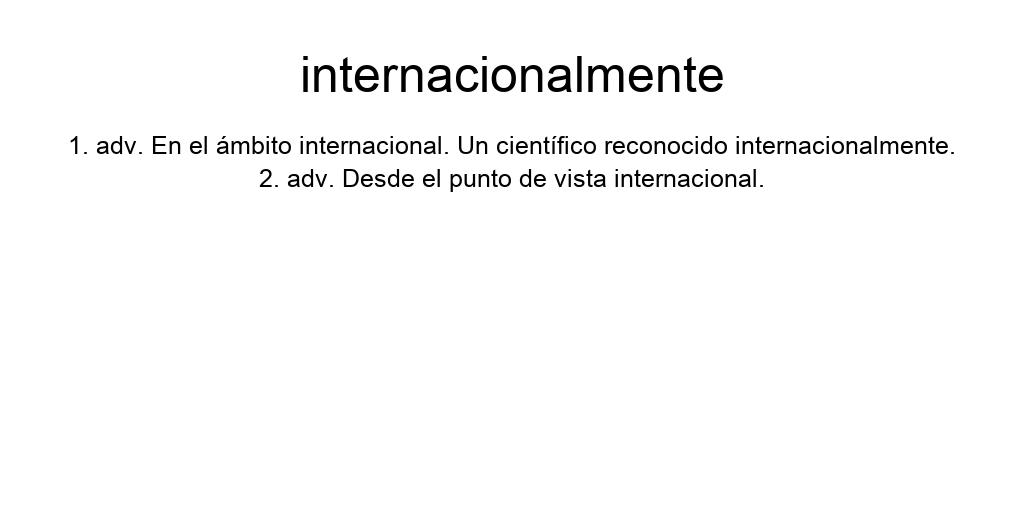 internacionalmente
1. adv. En el ámbito internacional. Un científico reconocido internacionalmente.
2. adv. Desde el punto de vista internacional.